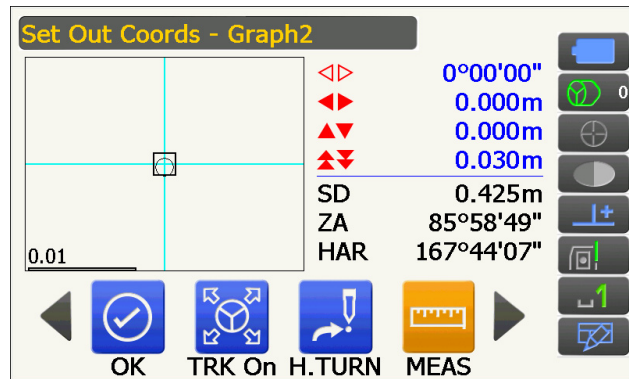 Set Out Coords - Graph2
0°00'00"
0.000m
0.000m
0.030m
SD 0.425m
ZA 85°58'49"
HAR 167°44'07"
0.01
0
1
OK TRK On H.TURN MEAS